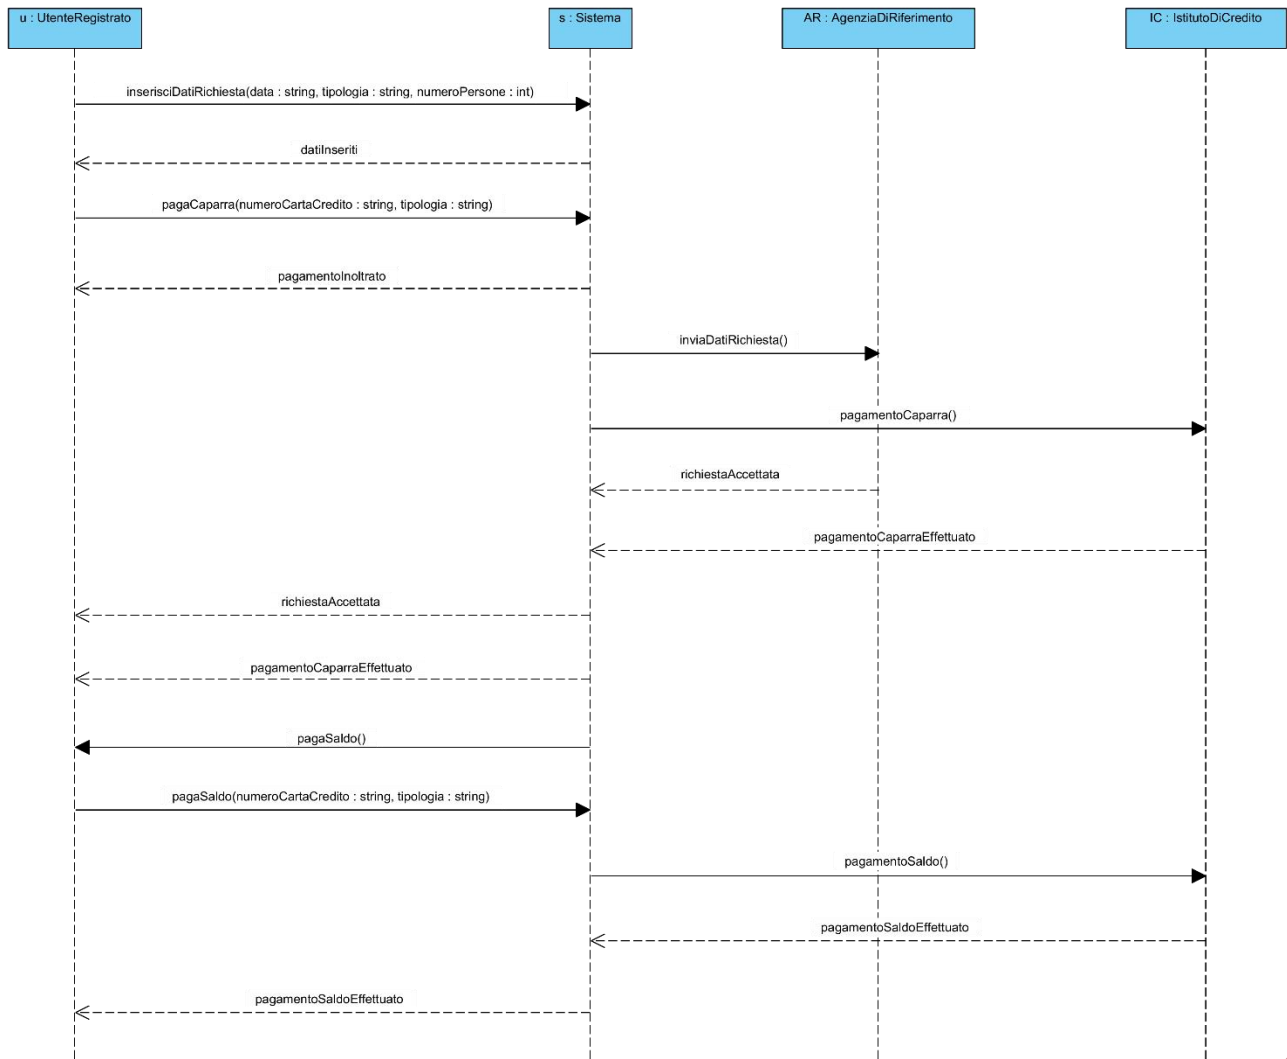 u : UtenteRegistrato
s : Sistema
AR : AgenziaDiRiferimento
IC : IstitutoDiCredito
inserisciDatiRichiesta(data : string, tipologia : string, numeroPersone : int)
datiInseriti
pagaCaparra(numeroCartaCredito : string, tipologia : string)
pagamentoInoltrato
inviaDatiRichiesta()
pagamentoCaparra()
richiestaAccettata
pagamentoCaparraEffettuato
richiestaAccettata
pagamentoCaparraEffettuato
pagaSaldo()
pagaSaldo(numeroCartaCredito : string, tipologia : string)
pagamentoSaldo()
pagamentoSaldoEffettuato
pagamentoSaldoEffettuato